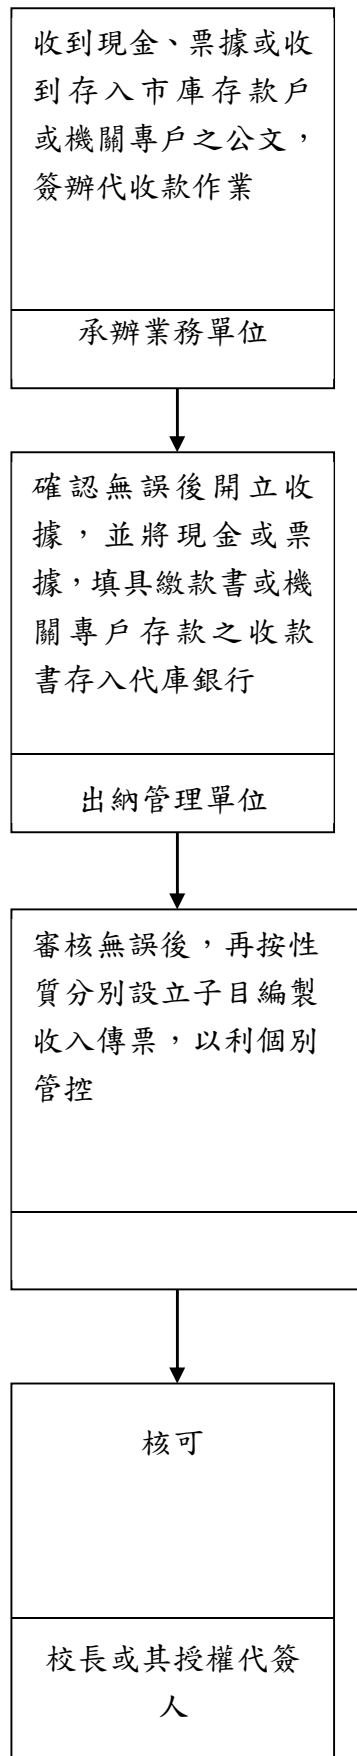 收到現金、票據或收
到存入市庫存款戶
或機關專戶之公文，
簽辦代收款作業
承辦業務單位
確認無誤後開立收
據，並將現金或票
據，填具繳款書或機
關專戶存款之收款
書存入代庫銀行
出納管理單位
審核無誤後，再按性
質分別設立子目編製
收入傳票，以利個別
管控
核可
校長或其授權代簽
人